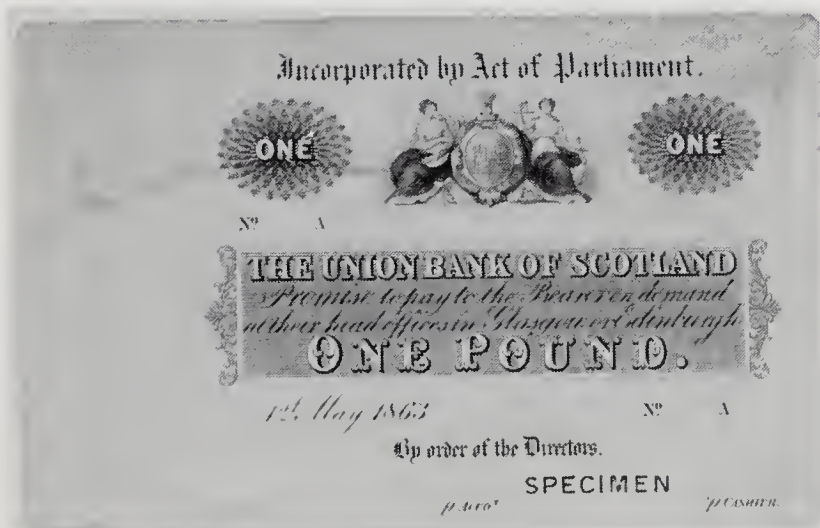 Incorporated by Act of Parliament.
ONE
ONE
Nº A
THE UNION BANK OF SCOTLAND
Promise to pay to the Bearer on demand
at their head offices in Glasgow or Edinburgh
ONE POUND.
1st. May 1863 Nº A
By order of the Directors.
SPECIMEN
p Acct p CASHIER.